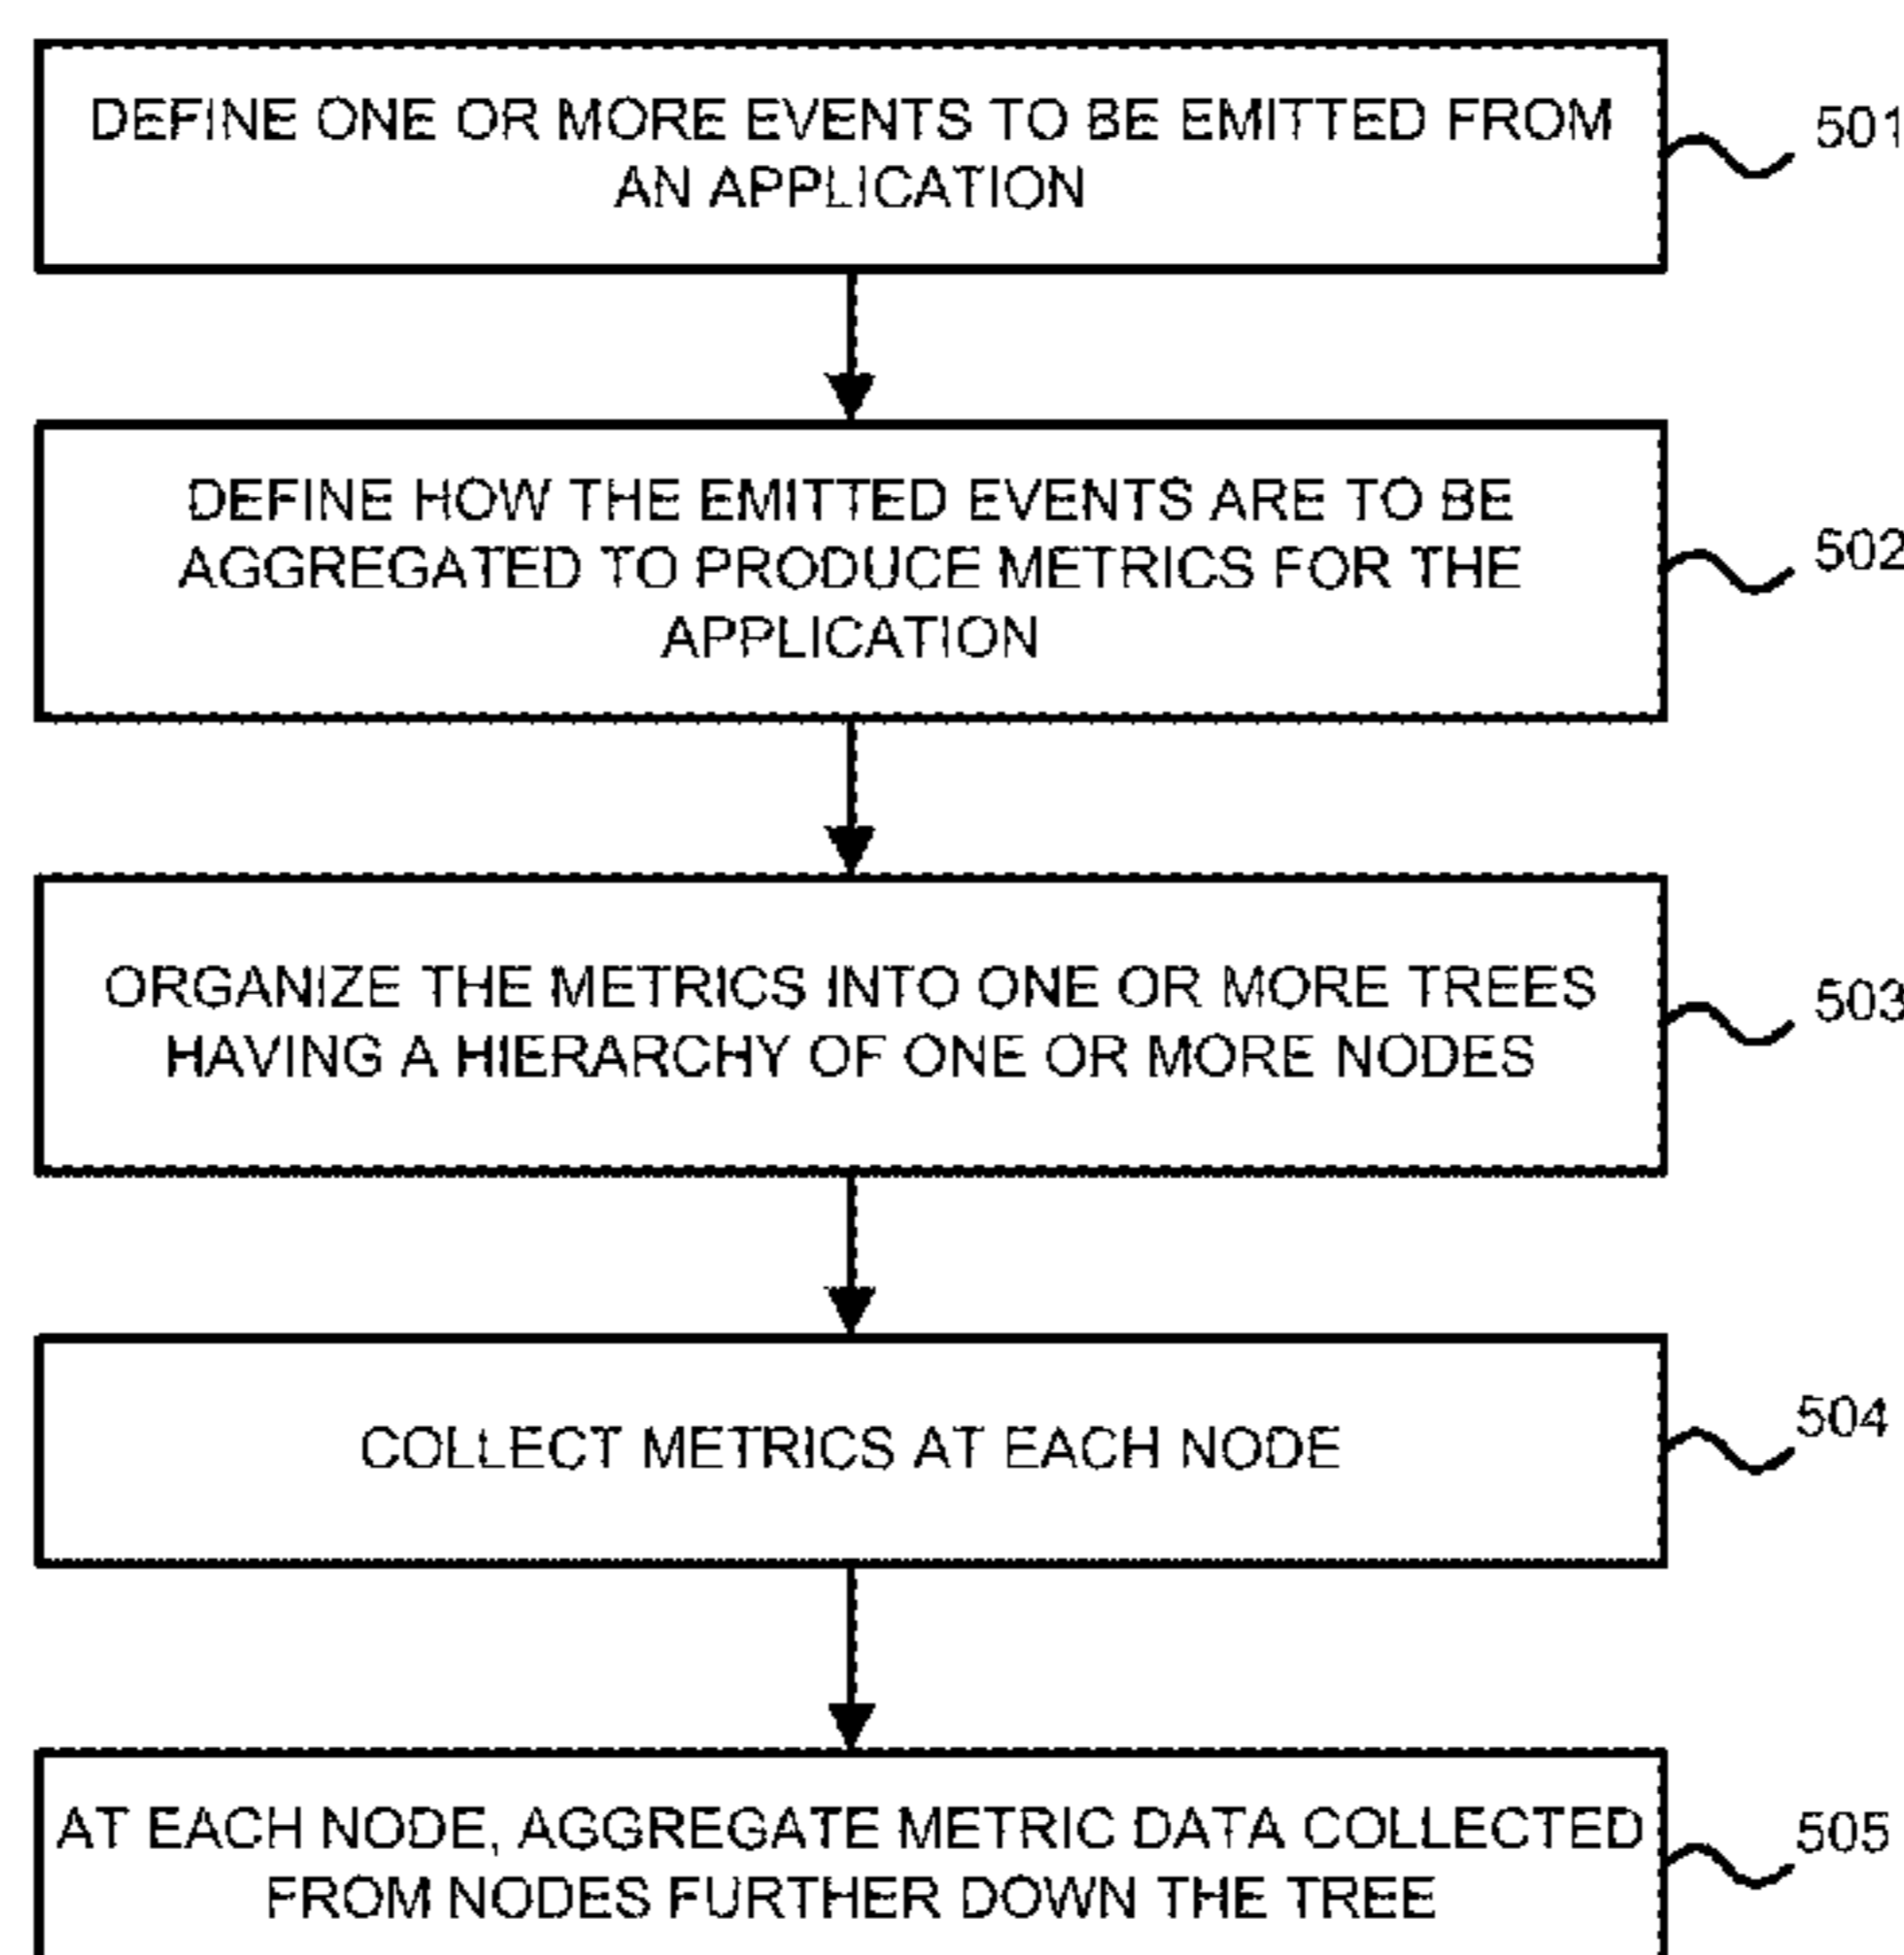 DEFINE ONE OR MORE EVENTS TO BE EMITTED FROM
AN APPLICATION
501
DEFINE HOW THE EMITTED EVENTS ARE TO BE
AGGREGATED TO PRODUCE METRICS FOR THE
APPLICATION
502
ORGANIZE THE METRICS INTO ONE OR MORE TREES
HAVING A HIERARCHY OF ONE OR MORE NODES
503
COLLECT METRICS AT EACH NODE
504
AT EACH NODE, AGGREGATE METRIC DATA COLLECTED
FROM NODES FURTHER DOWN THE TREE
505